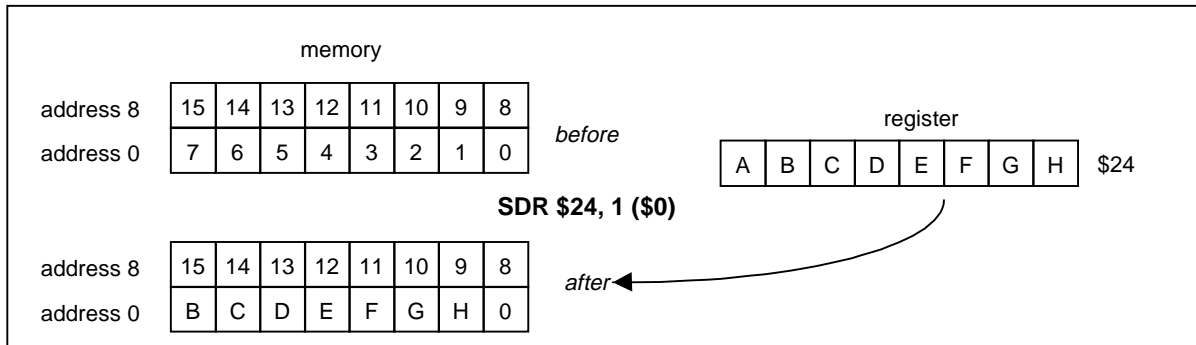 memory
address 8 15 14 13 12 11 10 9 8
address 0 7 6 5 4 3 2 1 0
before
register
A B C D E F G H $24
SDR $24, 1 ($0)
address 8 15 14 13 12 11 10 9 8
address 0 B C D E F G H 0
after